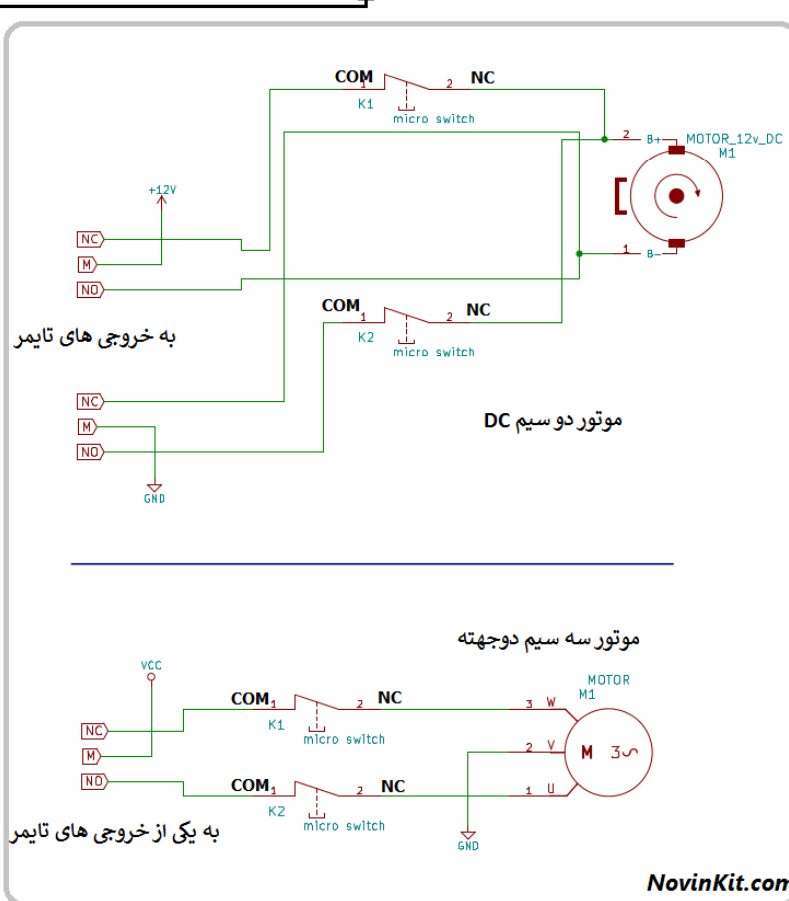 COM 1 2 NC
K1
micro switch
2 B+ MOTOR_12v_DC
M1
+12V
NC
M
NO
1 B-
به خروجی های تایمر
COM 1 2 NC
K2
micro switch
NC
M
NO
GND
موتور دو سیم DC
موتور سه سیم دوجهته
VCC
MOTOR
M1
COM 1 2 NC
K1
micro switch
3 W
NC
M
NO
2 V
M 3
COM 1 2 NC
K2
micro switch
1 U
GND
به یکی از خروجی های تایمر
NovinKit.com